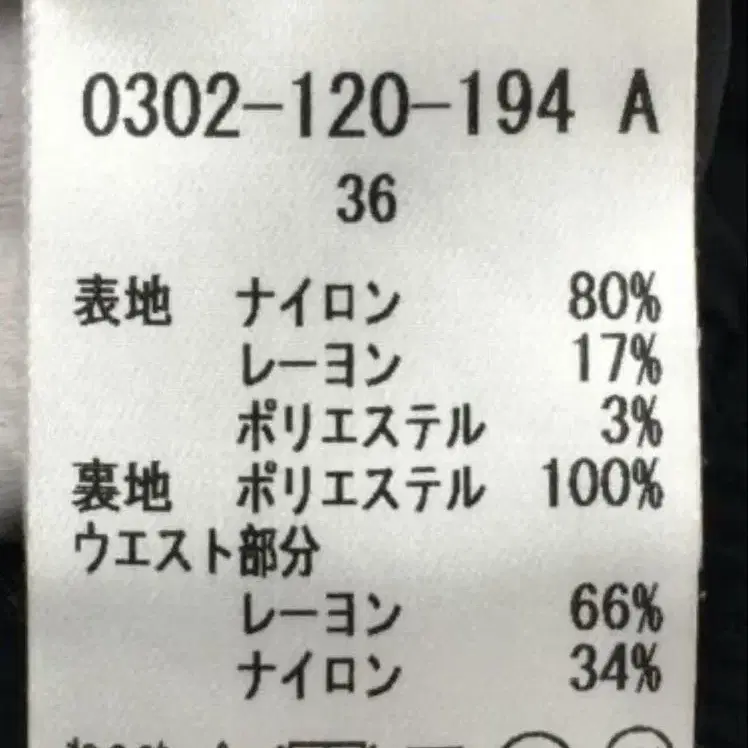 0302-120-194 A
36
表地 ナイロン 80%
レーヨン 17%
ポリエステル 3%
裏地 ポリエステル 100%
ウエスト部分
レーヨン 66%
ナイロン 34%